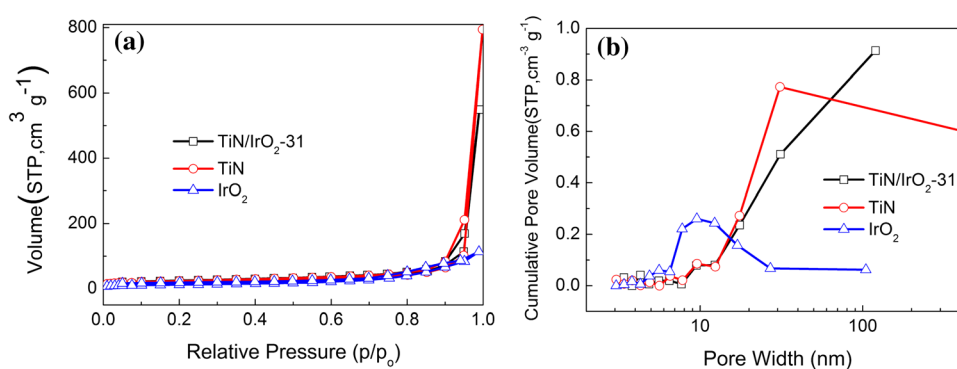 (a)
800
600
400
200
0
0.0 0.2 0.4 0.6 0.8 1.0
Volume(STP,cm³ g⁻¹)
Relative Pressure (p/pₒ)
TiN/IrO₂-31
TiN
IrO₂
(b)
1.0
0.8
0.6
0.4
0.2
0.0
10 100
Cumulative Pore Volume(STP,cm⁻³ g⁻¹)
Pore Width (nm)
TiN/IrO₂-31
TiN
IrO₂